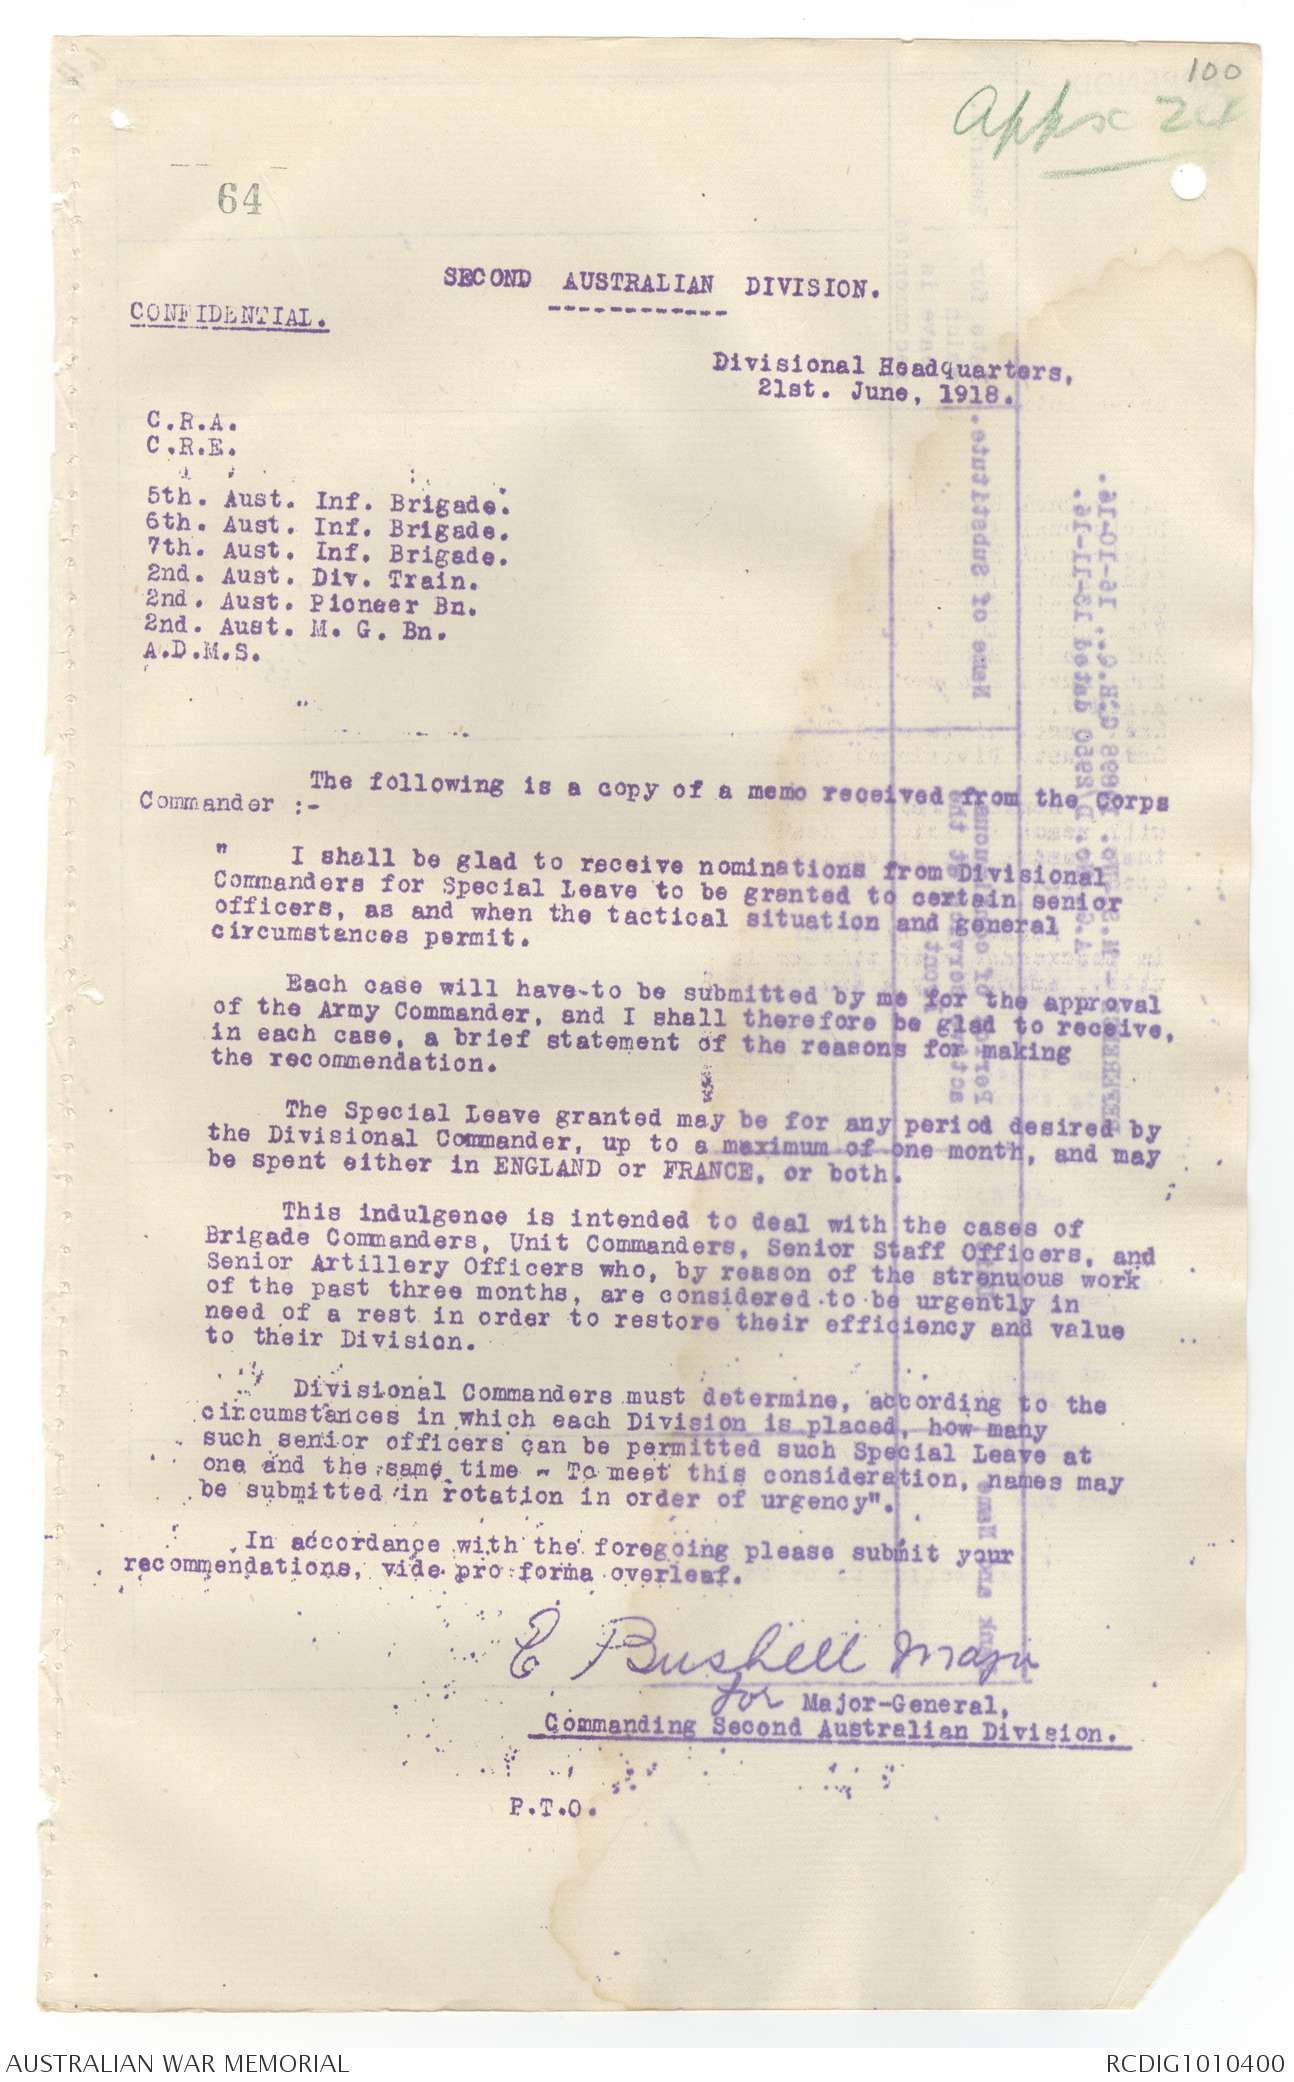 100
Appx 24
64
SECOND AUSTRALIAN DIVISION.
------------
CONFIDENTIAL.
Divisional Headquarters,
21st. June, 1918.
C.R.A.
C.R.E.
5th. Aust. Inf. Brigade.
6th. Aust. Inf. Brigade.
7th. Aust. Inf. Brigade.
2nd. Aust. Div. Train.
2nd. Aust. Pioneer Bn.
2nd. Aust. M. G. Bn.
A.D.M.S.
The following is a copy of a memo received from the Corps
Commander :-
" I shall be glad to receive nominations from Divisional
Commanders for Special Leave to be granted to certain senior
officers, as and when the tactical situation and general
circumstances permit.
Each case will have to be submitted by me for the approval
of the Army Commander, and I shall therefore be glad to receive,
in each case, a brief statement of the reasons for making
the recommendation.
The Special Leave granted may be for any period desired by
the Divisional Commander, up to a maximum of one month, and may
be spent either in ENGLAND or FRANCE, or both.
This indulgence is intended to deal with the cases of
Brigade Commanders, Unit Commanders, Senior Staff Officers, and
Senior Artillery Officers who, by reason of the strenuous work
of the past three months, are considered to be urgently in
need of a rest in order to restore their efficiency and value
to their Division.
Divisional Commanders must determine, according to the
circumstances in which each Division is placed, how many
such senior officers can be permitted such Special Leave at
one and the same time - To meet this consideration, names may
be submitted in rotation in order of urgency".
In accordance with the foregoing please submit your
recommendations, vide pro forma overleaf.
E Bushell Major
for Major-General,
Commanding Second Australian Division.
P.T.O.
AUSTRALIAN WAR MEMORIAL
RCDIG1010400